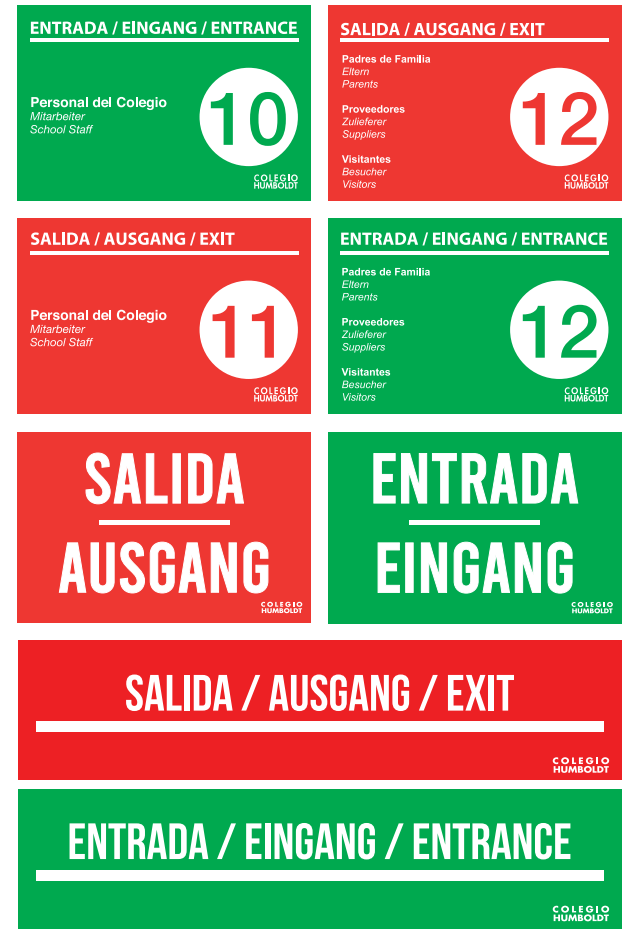 ENTRADA / EINGANG / ENTRANCE
Personal del Colegio
Mitarbeiter
School Staff
10
COLEGIO
HUMBOLDT
SALIDA / AUSGANG / EXIT
Padres de Família
Eltern
Parents
Proveedores
Zulieferer
Suppliers
Visitantes
Besucher
Visitors
12
COLEGIO
HUMBOLDT
SALIDA / AUSGANG / EXIT
Personal del Colegio
Mitarbeiter
School Staff
11
COLEGIO
HUMBOLDT
ENTRADA / EINGANG / ENTRANCE
Padres de Família
Eltern
Parents
Proveedores
Zulieferer
Suppliers
Visitantes
Besucher
Visitors
12
COLEGIO
HUMBOLDT
SALIDA
AUSGANG
COLEGIO
HUMBOLDT
ENTRADA
EINGANG
COLEGIO
HUMBOLDT
SALIDA / AUSGANG / EXIT
COLEGIO
HUMBOLDT
ENTRADA / EINGANG / ENTRANCE
COLEGIO
HUMBOLDT